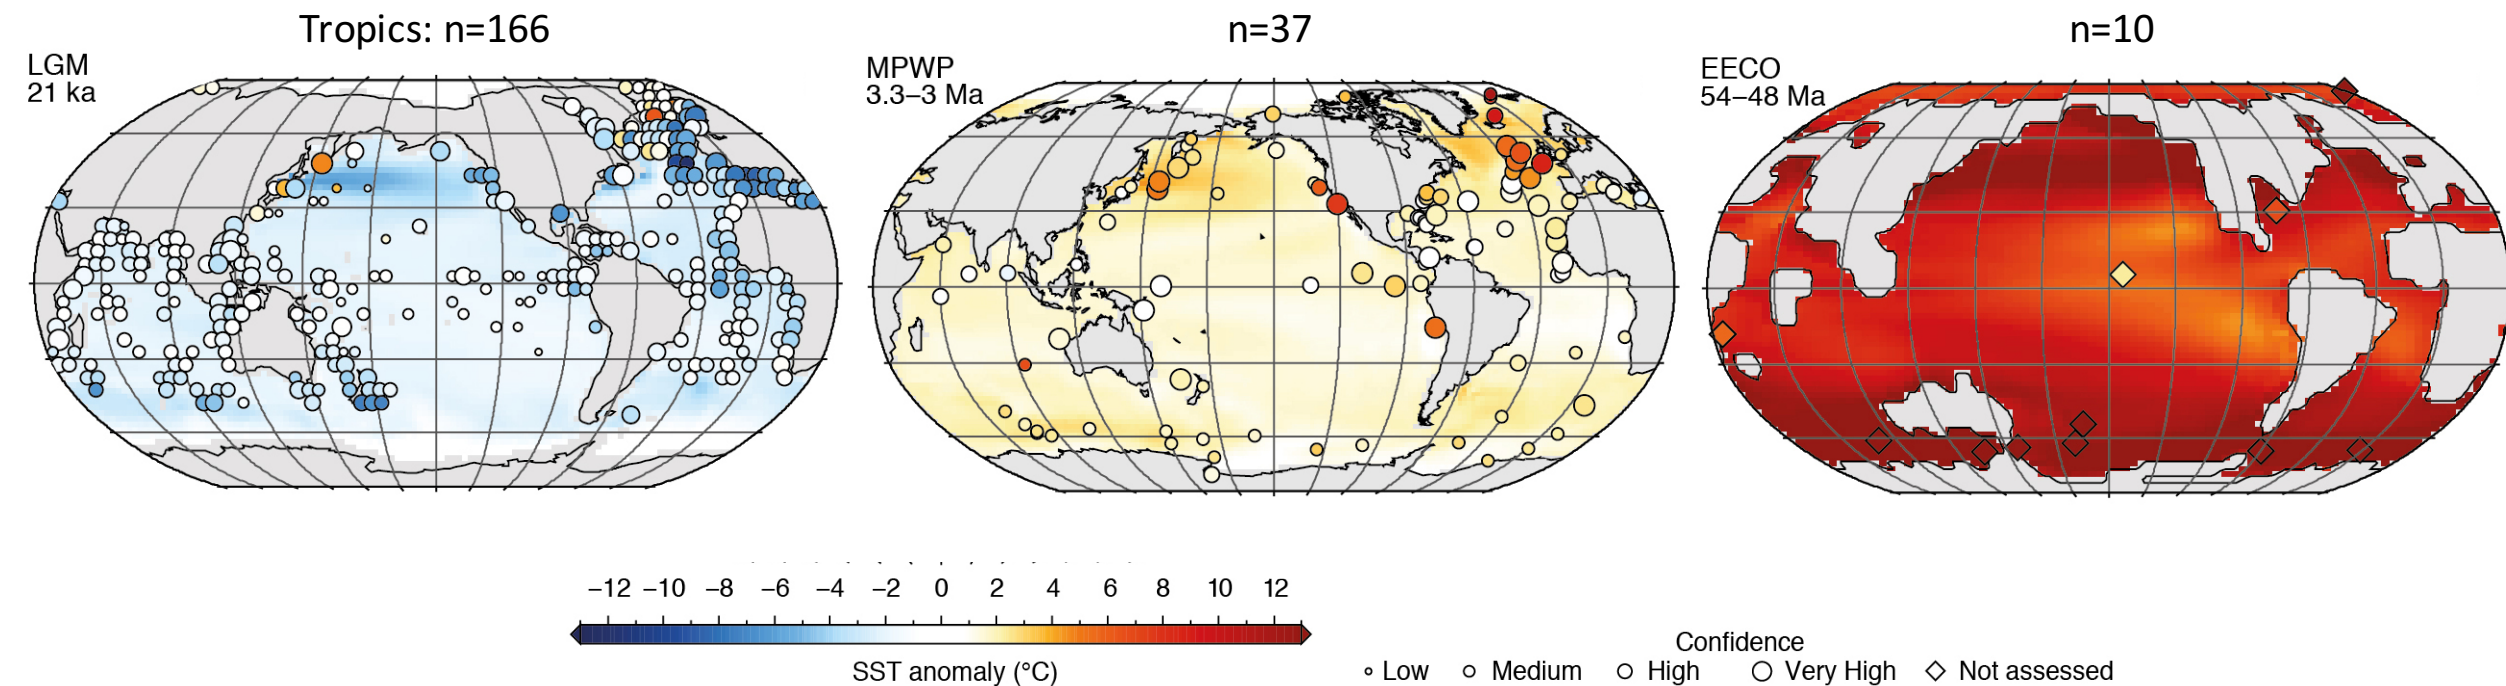 Tropics: n=166
n=37
n=10
LGM
21 ka
MPWP
3.3–3 Ma
EECO
54–48 Ma
−12 −10 −8 −6 −4 −2 0 2 4 6 8 10 12
SST anomaly (°C)
Confidence
Low Medium High Very High Not assessed